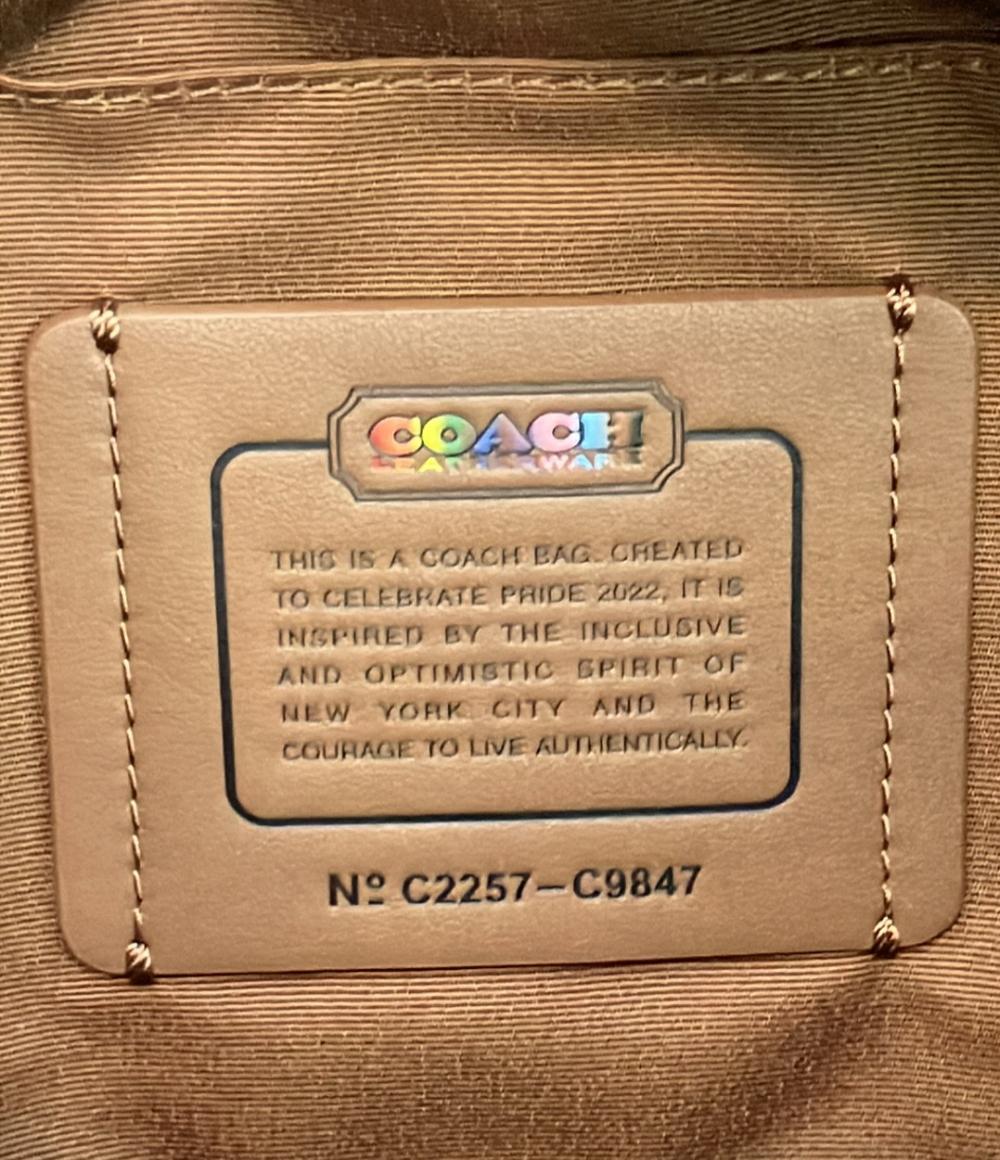 COACH
LEATHERWARE
THIS IS A COACH BAG. CREATED
TO CELEBRATE PRIDE 2022, IT IS
INSPIRED BY THE INCLUSIVE
AND OPTIMISTIC SPIRIT OF
NEW YORK CITY AND THE
COURAGE TO LIVE AUTHENTICALLY.
Nº C2257–C9847